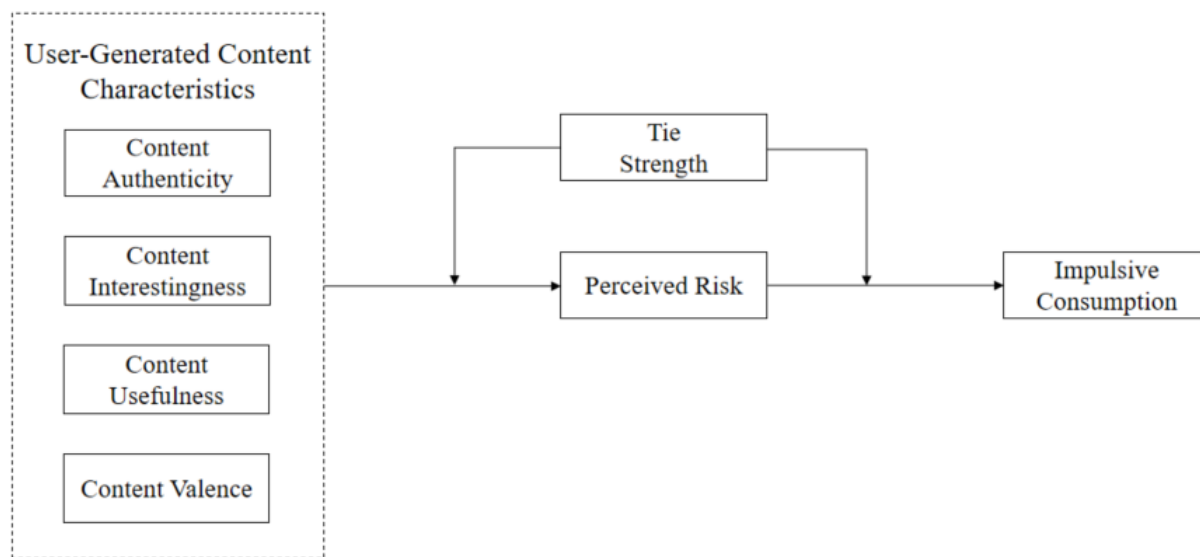 User-Generated Content
Characteristics
Content
Authenticity
Content
Interestingness
Content
Usefulness
Content Valence
Tie
Strength
Perceived Risk
Impulsive
Consumption